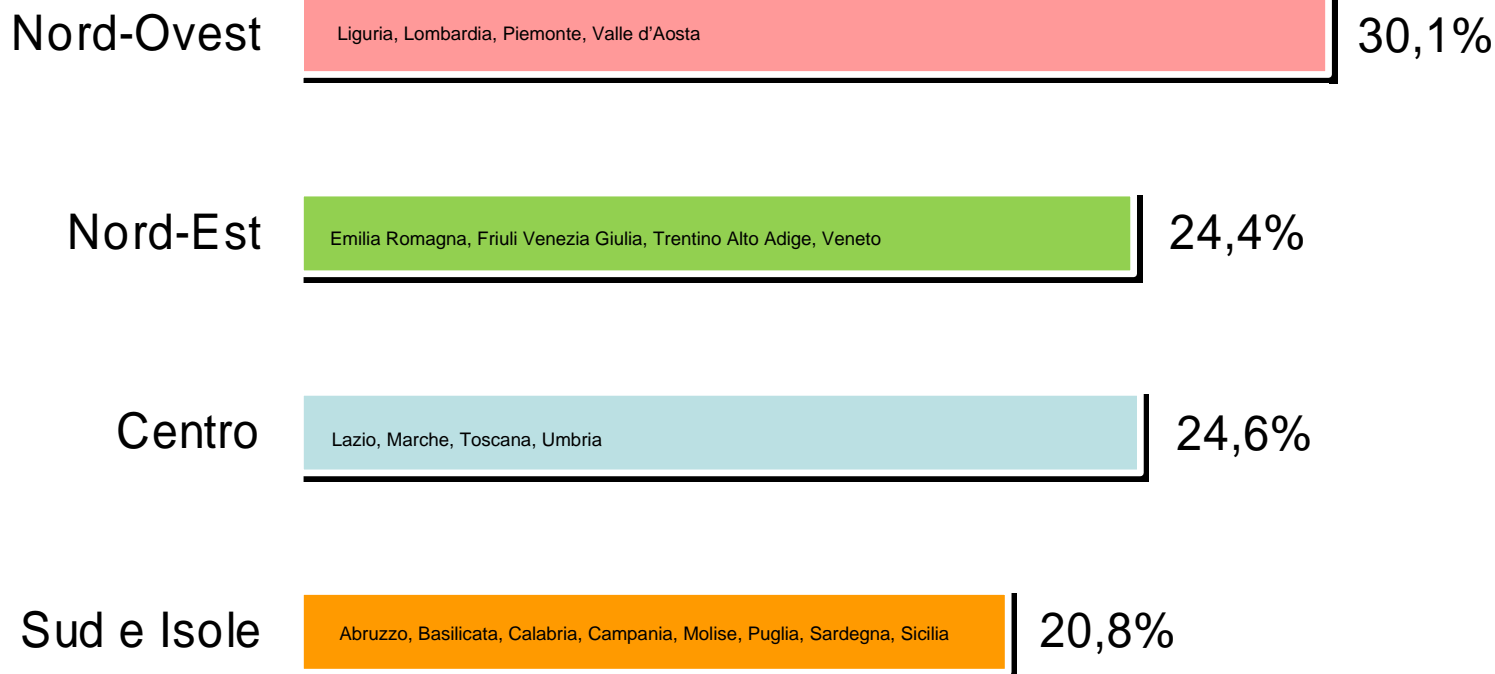 Nord-Ovest Liguria, Lombardia, Piemonte, Valle d’Aosta 30,1%
Nord-Est Emilia Romagna, Friuli Venezia Giulia, Trentino Alto Adige, Veneto 24,4%
Centro Lazio, Marche, Toscana, Umbria 24,6%
Sud e Isole Abruzzo, Basilicata, Calabria, Campania, Molise, Puglia, Sardegna, Sicilia 20,8%